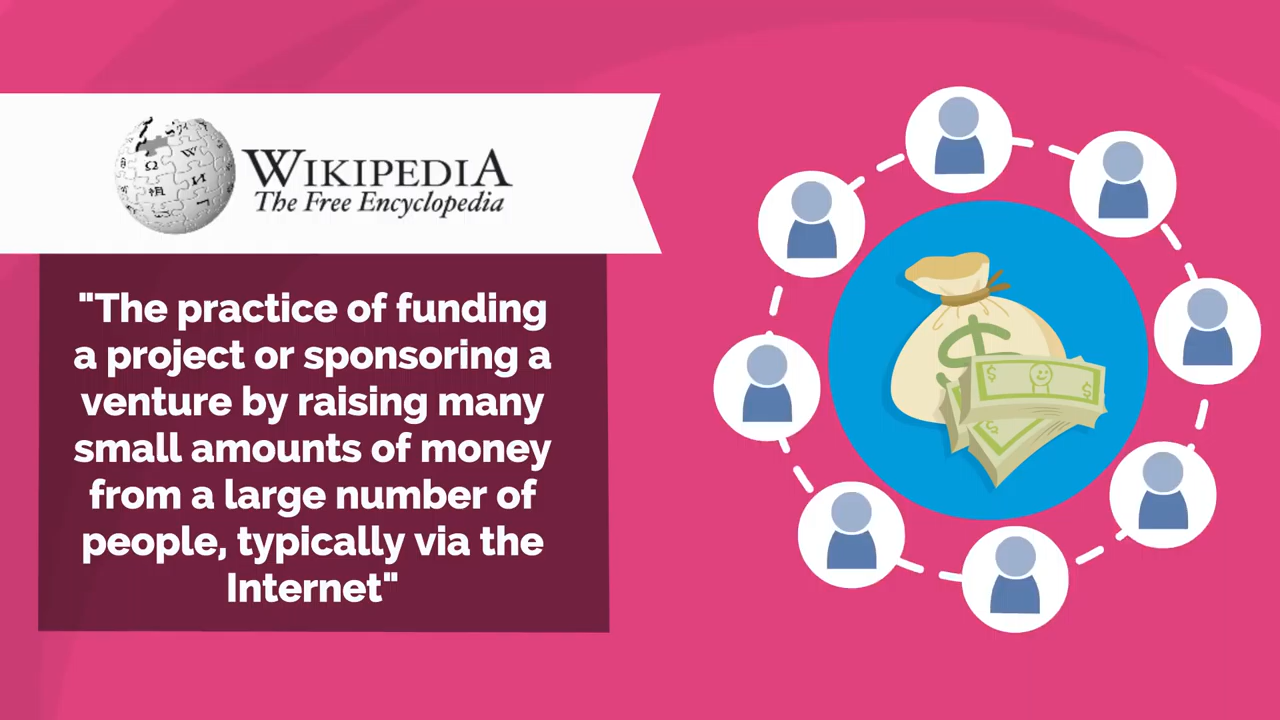 WIKIPEDIA
The Free Encyclopedia
"The practice of funding
a project or sponsoring a
venture by raising many
small amounts of money
from a large number of
people, typically via the
Internet"